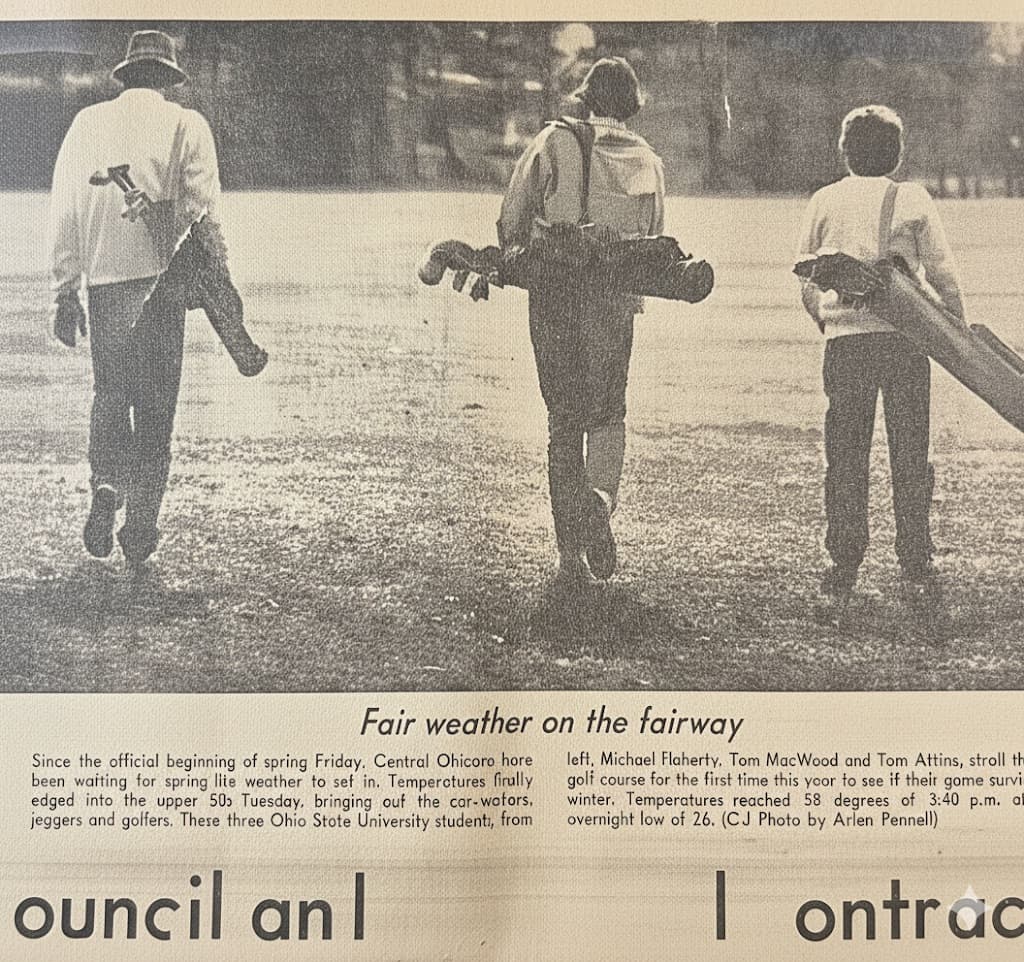 Fair weather on the fairway
Since the official beginning of spring Friday. Central Ohicoro hore
been waiting for spring lite weather to sef in. Temperctures firully
edged into the upper 50s Tuesday. bringing ouf the car-wators,
jeggers and golfers. These three Ohio State University students, from
left, Michael Flaherty. Tom MacWood and Tom Attins, stroll th
golf course for the first time this yoor to see if their gome survi
winter. Temperatures reached 58 degrees of 3:40 p.m. a
overnight low of 26. (CJ Photo by Arlen Pennell)
ouncil an ontrac